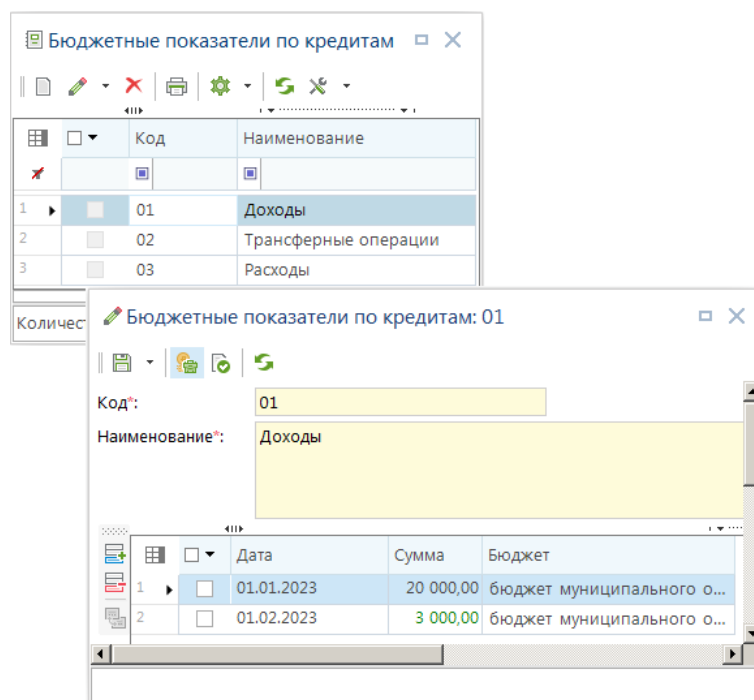 Бюджетные показатели по кредитам
Код Наименование
1 01 Доходы
2 02 Трансферные операции
3 03 Расходы
Количес
Бюджетные показатели по кредитам: 01
Код*: 01
Наименование*: Доходы
Дата Сумма Бюджет
1 01.01.2023 20 000,00 бюджет муниципального о...
2 01.02.2023 3 000,00 бюджет муниципального о...